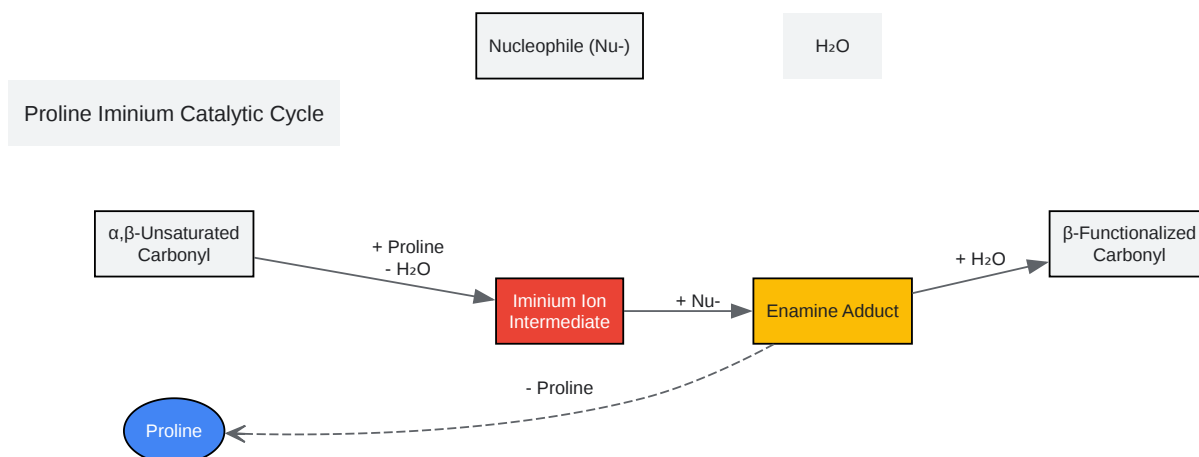 Nucleophile (Nu-)
H₂O
Proline Iminium Catalytic Cycle
α,β-Unsaturated
Carbonyl
+ Proline
- H₂O
Iminium Ion
Intermediate
+ Nu-
Enamine Adduct
+ H₂O
β-Functionalized
Carbonyl
- Proline
Proline